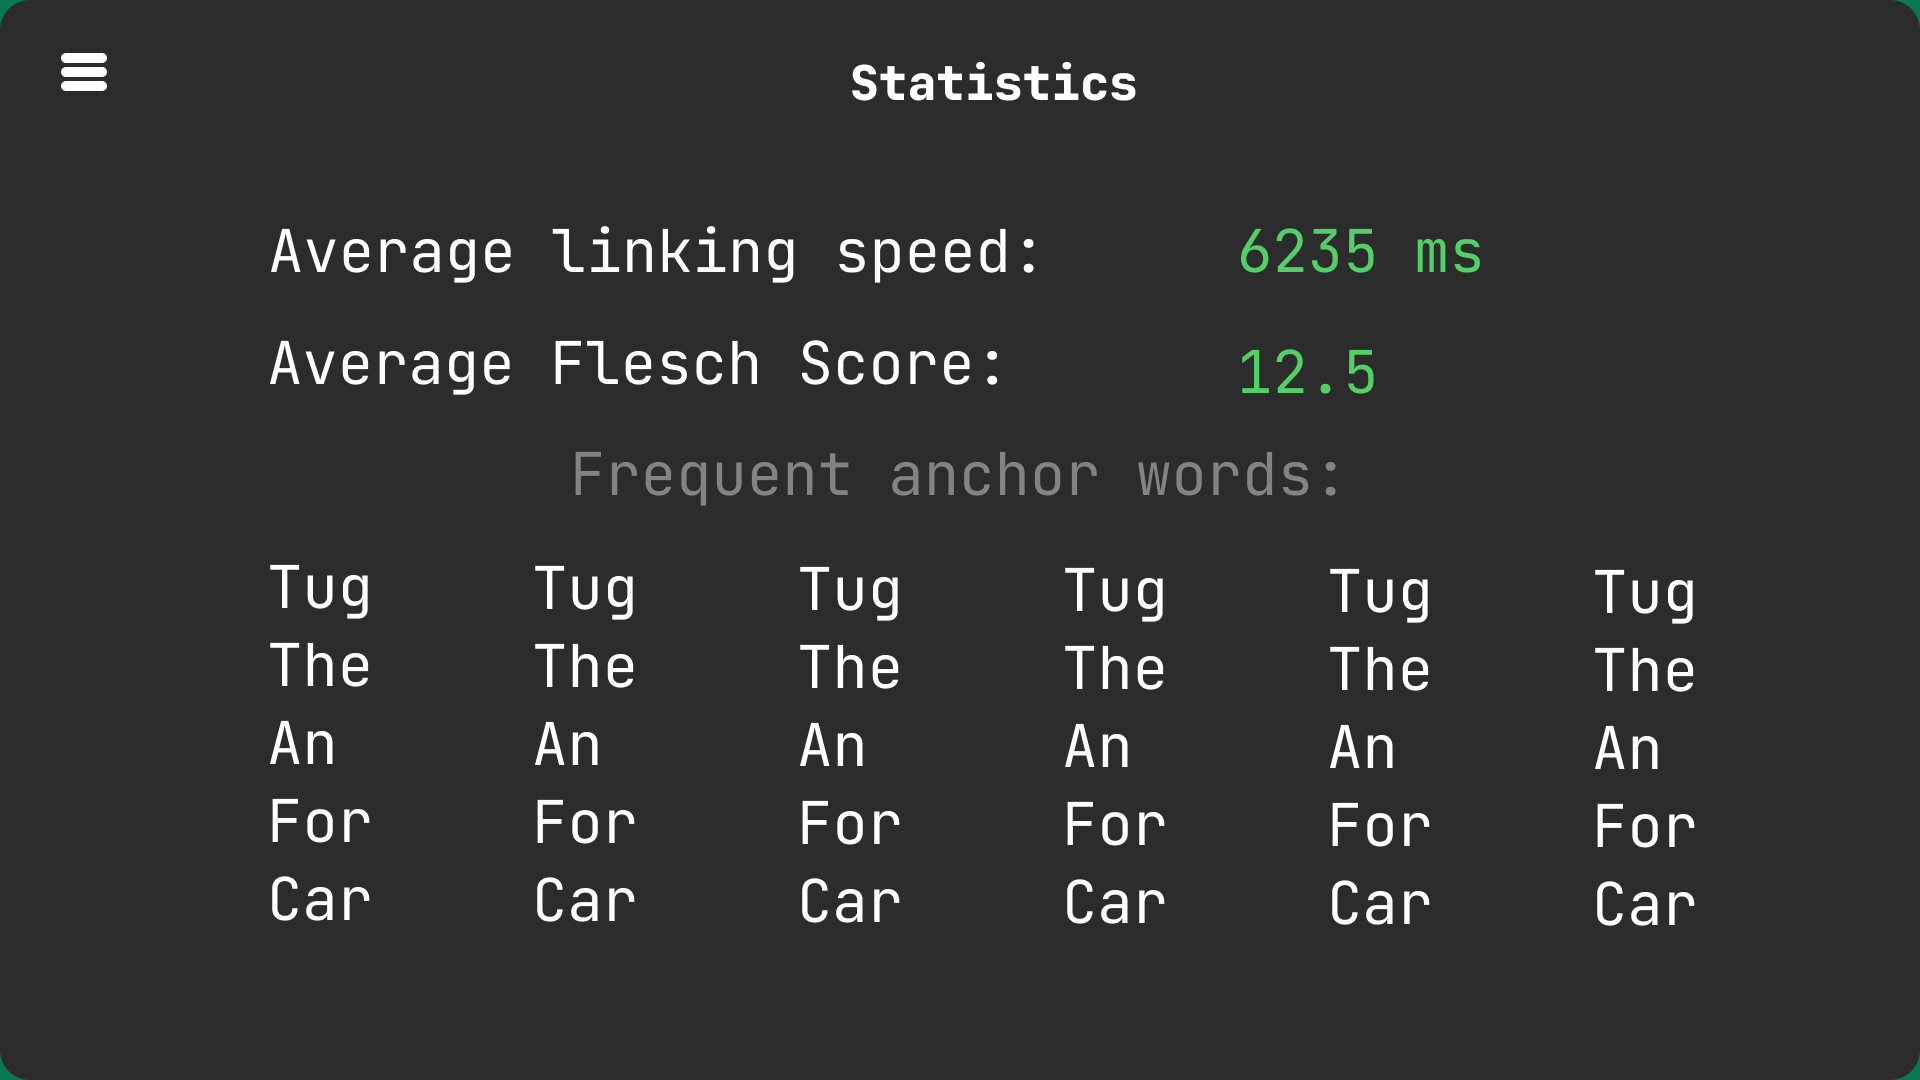 Statistics
Average linking speed: 6235 ms
Average Flesch Score: 12.5
Frequent anchor words:
Tug Tug Tug Tug Tug Tug
The The The The The The
An An An An An An
For For For For For For
Car Car Car Car Car Car